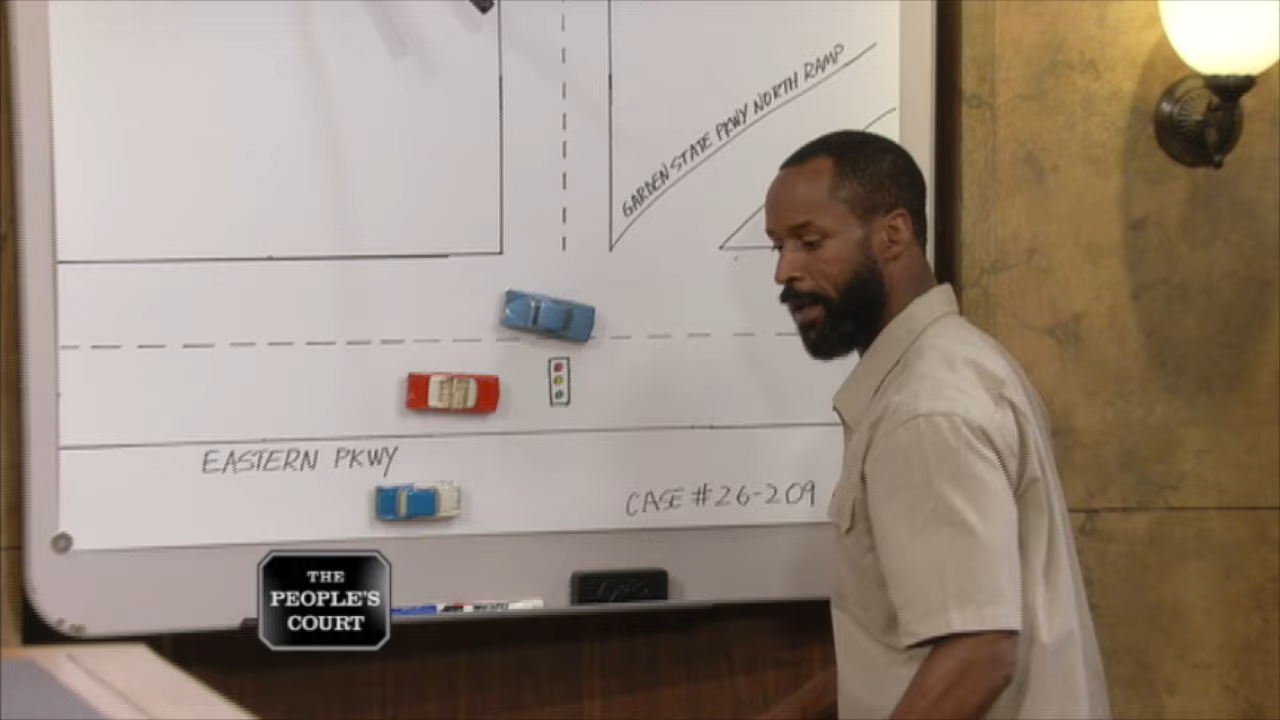 GARDEN STATE PKWY NORTH RAMP
EASTERN PKWY
CASE #26-209
THE
PEOPLE'S
COURT